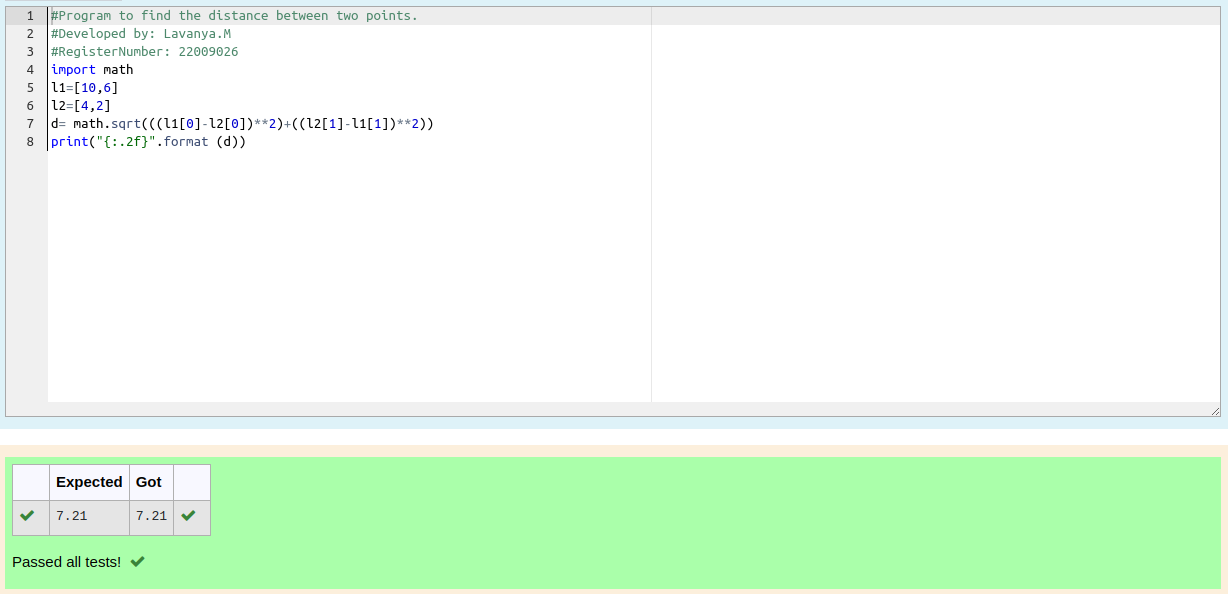 1 #Program to find the distance between two points.
2 #Developed by: Lavanya.M
3 #RegisterNumber: 22009026
4 import math
5 l1=[10,6]
6 l2=[4,2]
7 d= math.sqrt(((l1[0]-l2[0])**2)+((l2[1]-l1[1])**2))
8 print("{:.2f}".format (d))
Expected Got
7.21 7.21
Passed all tests!